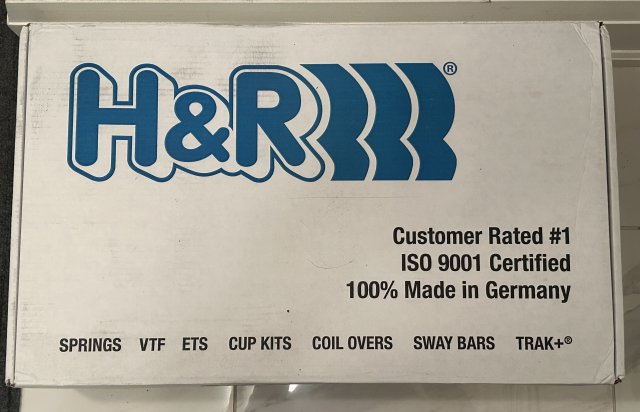 H&R®
Customer Rated #1
ISO 9001 Certified
100% Made in Germany
SPRINGS VTF ETS CUP KITS COIL OVERS SWAY BARS TRAK+®